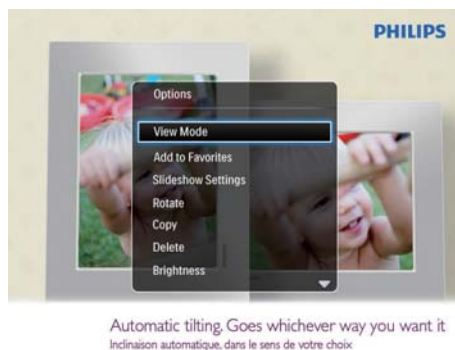 PHILIPS
Options
View Mode
Add to Favorites
Slideshow Settings
Rotate
Copy
Delete
Brightness
Automatic tilting. Goes whichever way you want it
Inclinaison automatique, dans le sens de votre choix